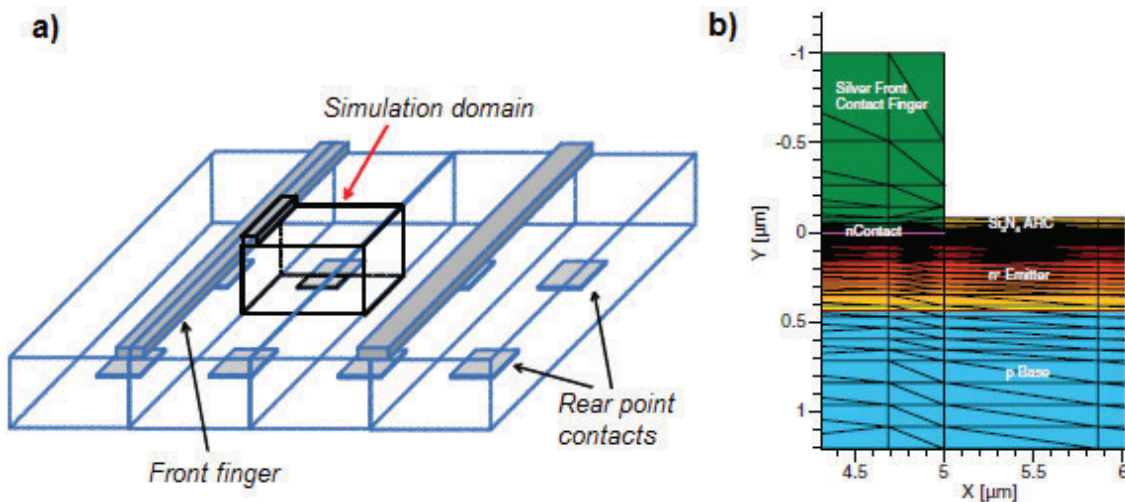 a)
Simulation domain
Front finger
Rear point
contacts
b)
-1
-0.5
0
0.5
1
Y [µm]
Silver Front
Contact Finger
nContact
Si₃N₄ ARC
n⁺ Emitter
p Base
4.5
5
5.5
6
X [µm]